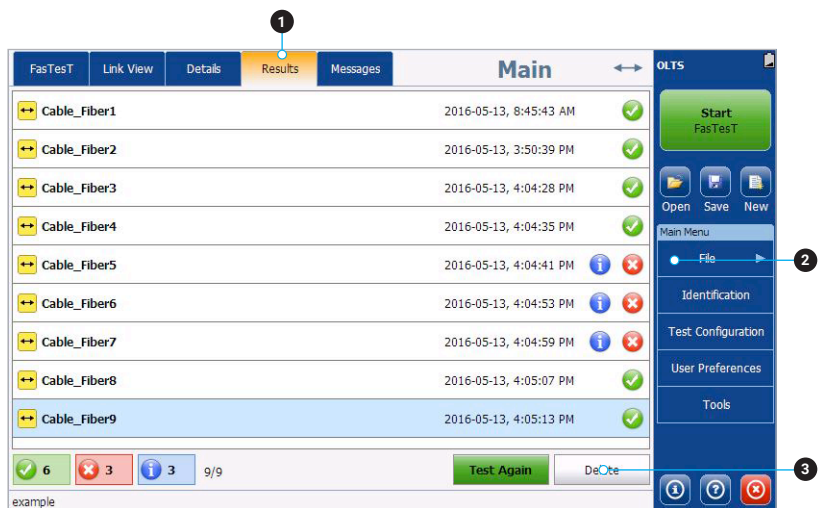 1
FasTesT Link View Details Results Messages Main
OLTS
Cable_Fiber1 2016-05-13, 8:45:43 AM
Cable_Fiber2 2016-05-13, 3:50:39 PM
Cable_Fiber3 2016-05-13, 4:04:28 PM
Cable_Fiber4 2016-05-13, 4:04:35 PM
Cable_Fiber5 2016-05-13, 4:04:41 PM
Cable_Fiber6 2016-05-13, 4:04:53 PM
Cable_Fiber7 2016-05-13, 4:04:59 PM
Cable_Fiber8 2016-05-13, 4:05:07 PM
Cable_Fiber9 2016-05-13, 4:05:13 PM
6 3 3 9/9 Test Again Delete
example
Start
FasTesT
Open Save New
Main Menu
File
2
Identification
Test Configuration
User Preferences
Tools
3